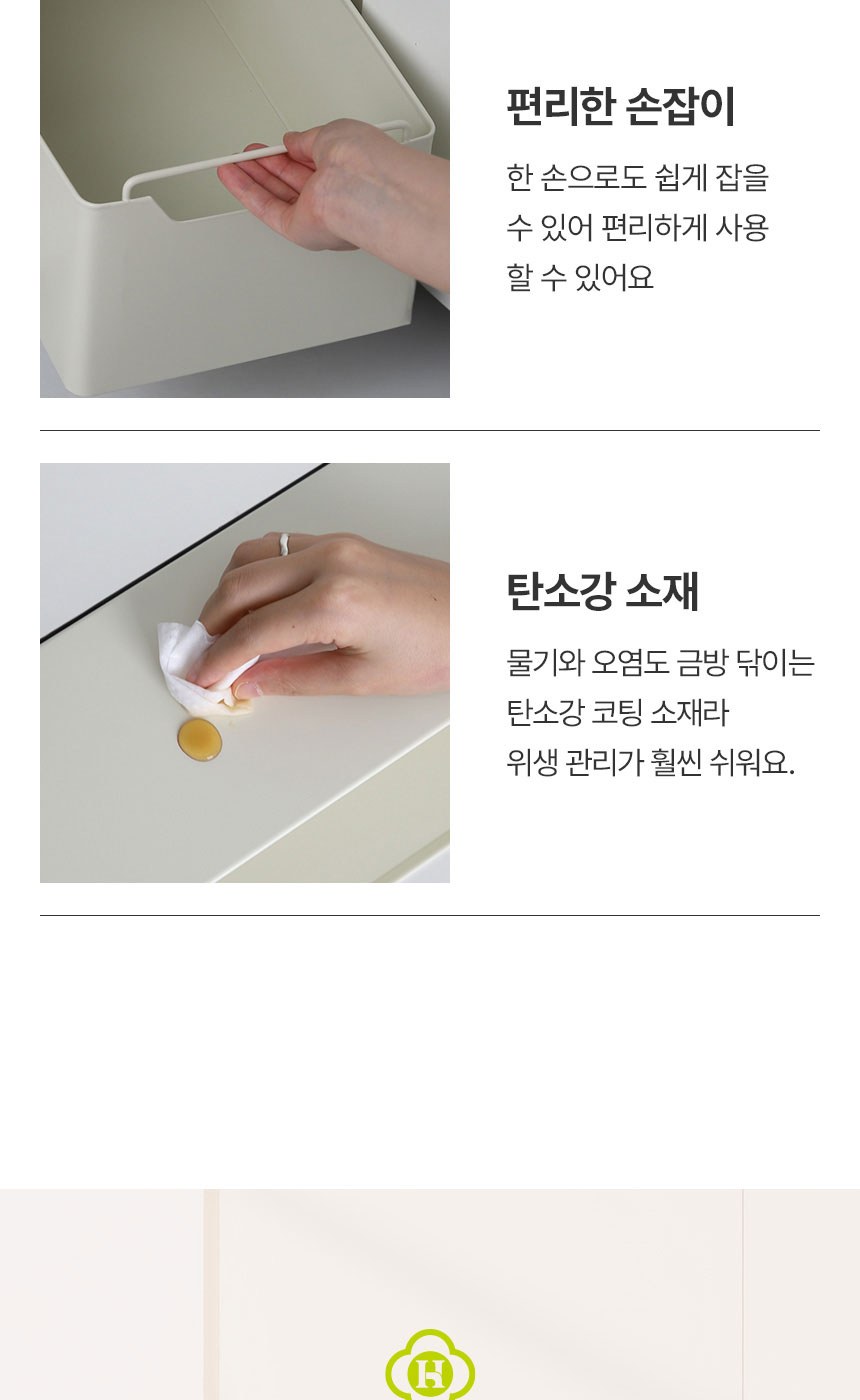 편리한 손잡이
한 손으로도 쉽게 잡을
수 있어 편리하게 사용
할 수 있어요
탄소강 소재
물기와 오염도 금방 닦이는
탄소강 코팅 소재라
위생 관리가 훨씬 쉬워요.
H